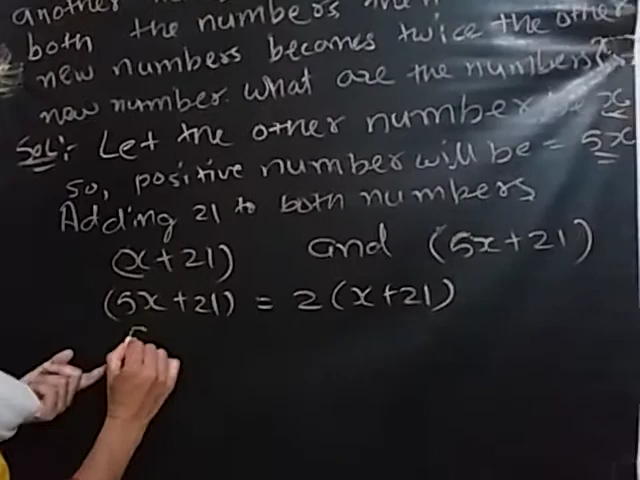 another
both the numbers
new numbers becomes twice the other
new number. What are the numbers?
Sol:- Let the other number be x
so, positive number will be = 5x
Adding 21 to both numbers
(x+21) and (5x+21)
(5x+21) = 2(x+21)
5